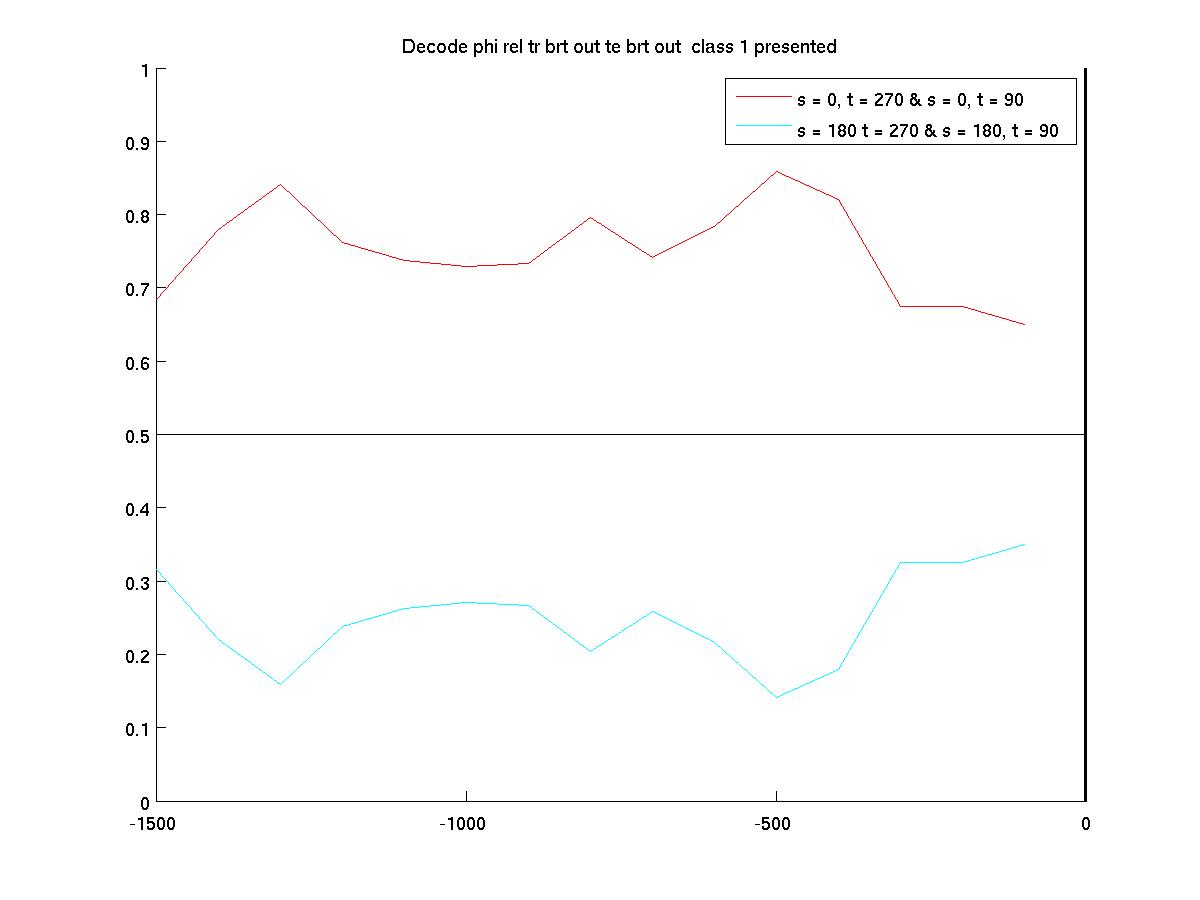 Decode phi rel tr brt out te brt out  class 1 presented
s = 0, t = 270 & s = 0, t = 90
s = 180 t = 270 & s = 180, t = 90
1
0.9
0.8
0.7
0.6
0.5
0.4
0.3
0.2
0.1
0
-1500 -1000 -500 0